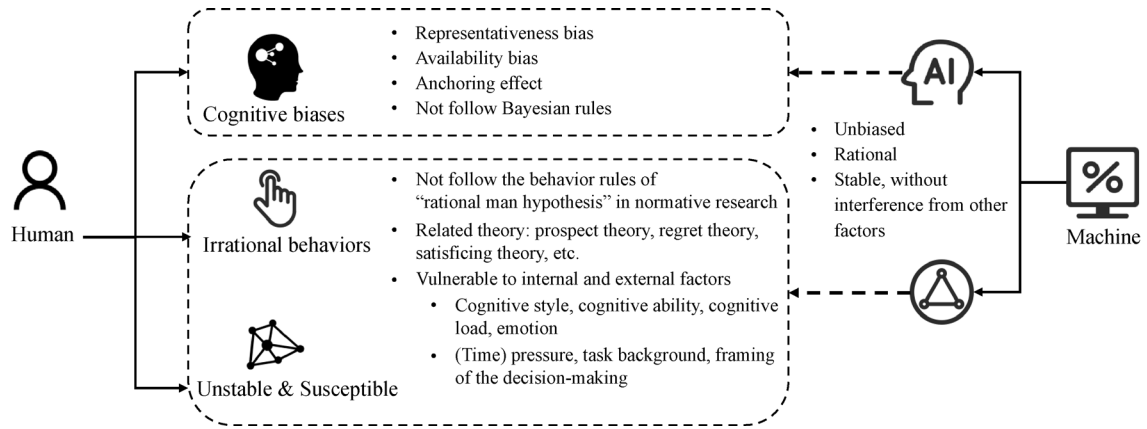 • Representativeness bias
• Availability bias
• Anchoring effect
• Not follow Bayesian rules
Cognitive biases
AI
• Unbiased
• Rational
• Stable, without
interference from other
factors
%
Machine
Human
• Not follow the behavior rules of
“rational man hypothesis” in normative research
• Related theory: prospect theory, regret theory,
satisficing theory, etc.
Irrational behaviors
• Vulnerable to internal and external factors
• Cognitive style, cognitive ability, cognitive
load, emotion
• (Time) pressure, task background, framing
of the decision-making
Unstable & Susceptible